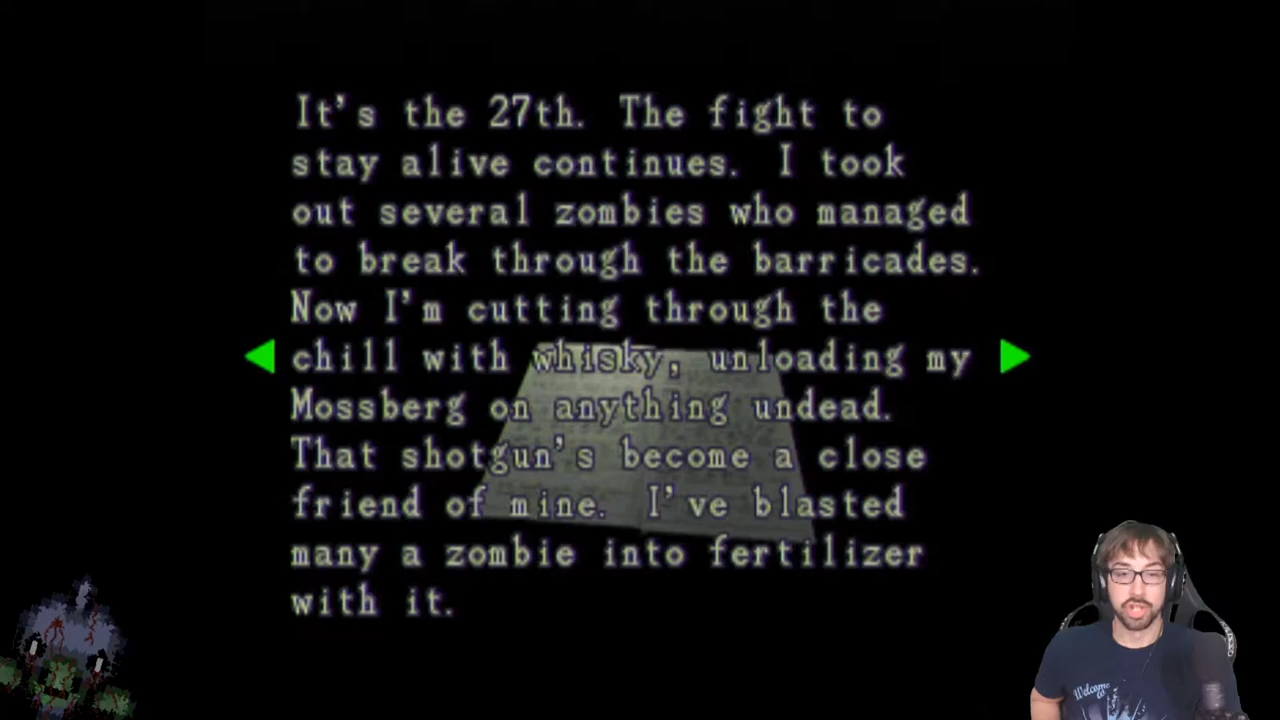 It's the 27th. The fight to
stay alive continues. I took
out several zombies who managed
to break through the barricades.
Now I'm cutting through the
chill with whisky, unloading my
Mossberg on anything undead.
That shotgun's become a close
friend of mine. I've blasted
many a zombie into fertilizer
with it.
Welcome
to